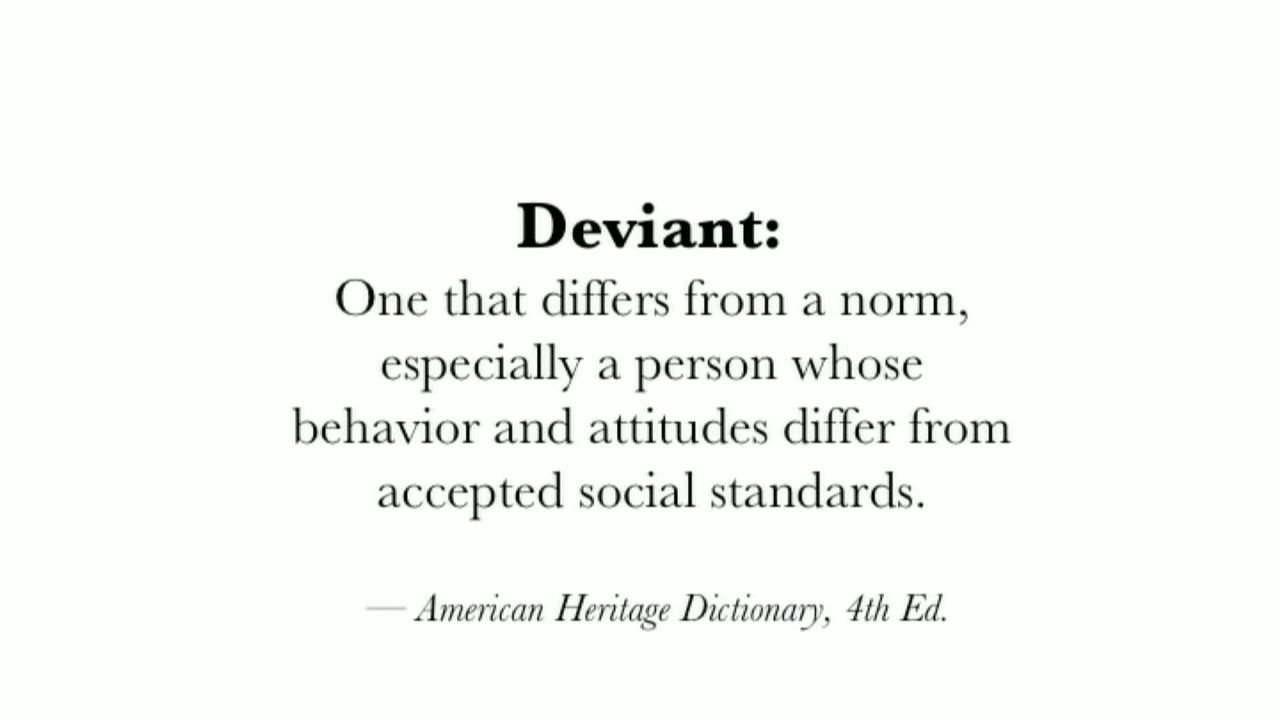 Deviant:
One that differs from a norm,
especially a person whose
behavior and attitudes differ from
accepted social standards.
— American Heritage Dictionary, 4th Ed.